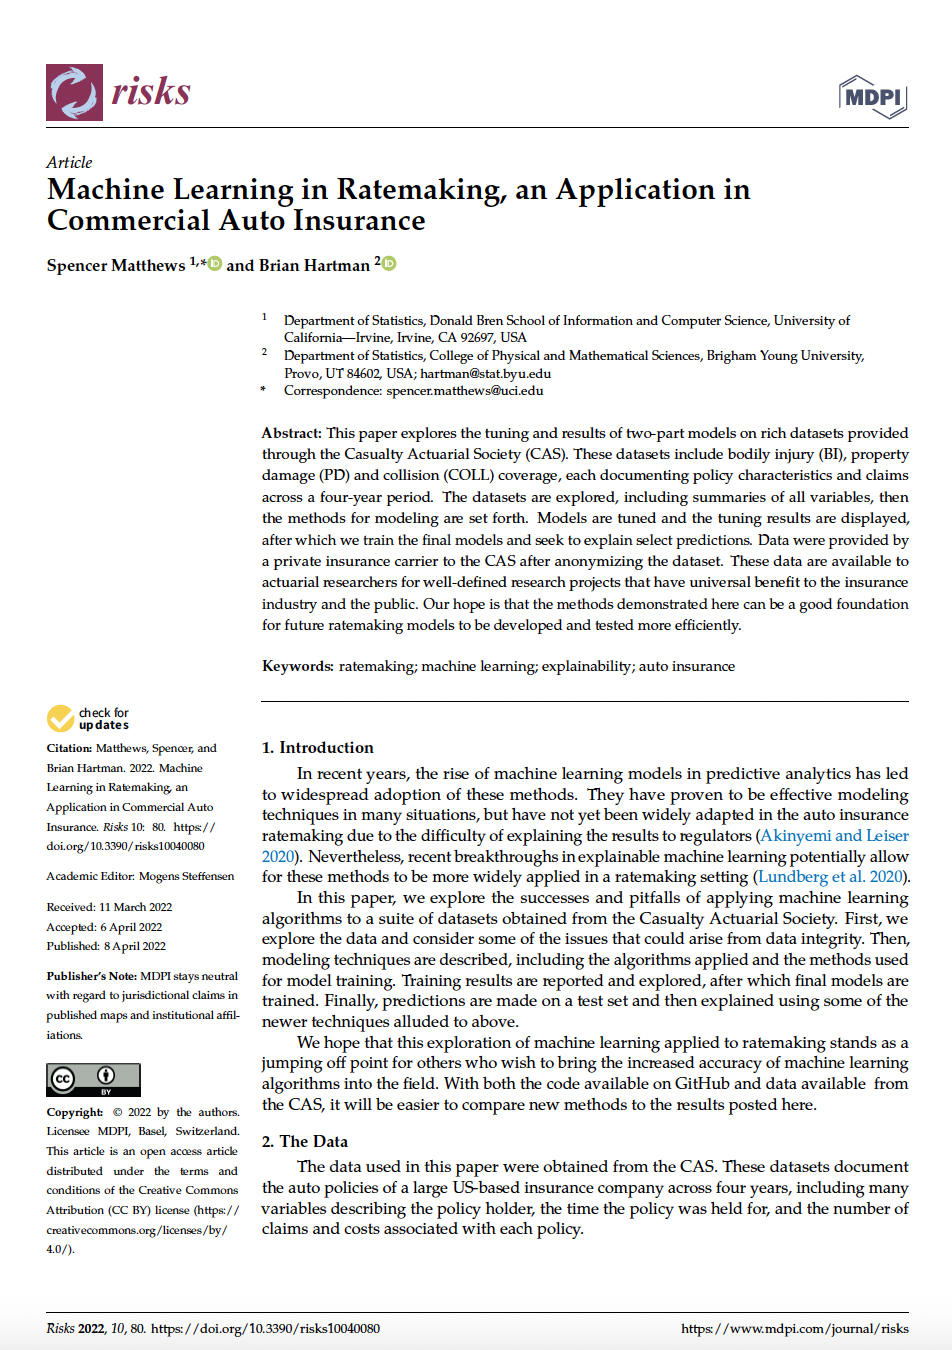 risks
MDPI
Article
Machine Learning in Ratemaking, an Application in
Commercial Auto Insurance
Spencer Matthews 1,* iD and Brian Hartman 2 iD
1 Department of Statistics, Donald Bren School of Information and Computer Science, University of
California—Irvine, Irvine, CA 92697, USA
2 Department of Statistics, College of Physical and Mathematical Sciences, Brigham Young University,
Provo, UT 84602, USA; hartman@stat.byu.edu
* Correspondence: spencer.matthews@uci.edu
Abstract: This paper explores the tuning and results of two-part models on rich datasets provided
through the Casualty Actuarial Society (CAS). These datasets include bodily injury (BI), property
damage (PD) and collision (COLL) coverage, each documenting policy characteristics and claims
across a four-year period. The datasets are explored, including summaries of all variables, then
the methods for modeling are set forth. Models are tuned and the tuning results are displayed,
after which we train the final models and seek to explain select predictions. Data were provided by
a private insurance carrier to the CAS after anonymizing the dataset. These data are available to
actuarial researchers for well-defined research projects that have universal benefit to the insurance
industry and the public. Our hope is that the methods demonstrated here can be a good foundation
for future ratemaking models to be developed and tested more efficiently.
Keywords: ratemaking; machine learning; explainability; auto insurance
check for
updates
Citation: Matthews, Spencer, and
Brian Hartman. 2022. Machine
Learning in Ratemaking, an
Application in Commercial Auto
Insurance. Risks 10: 80. https://
doi.org/10.3390/risks10040080
Academic Editor: Mogens Steffensen
Received: 11 March 2022
Accepted: 6 April 2022
Published: 8 April 2022
Publisher's Note: MDPI stays neutral
with regard to jurisdictional claims in
published maps and institutional affil-
iations.
cc BY
Copyright: © 2022 by the authors.
Licensee MDPI, Basel, Switzerland.
This article is an open access article
distributed under the terms and
conditions of the Creative Commons
Attribution (CC BY) license (https://
creativecommons.org/licenses/by/
4.0/).
1. Introduction
In recent years, the rise of machine learning models in predictive analytics has led
to widespread adoption of these methods. They have proven to be effective modeling
techniques in many situations, but have not yet been widely adapted in the auto insurance
ratemaking due to the difficulty of explaining the results to regulators (Akinyemi and Leiser
2020). Nevertheless, recent breakthroughs in explainable machine learning potentially allow
for these methods to be more widely applied in a ratemaking setting (Lundberg et al. 2020).
In this paper, we explore the successes and pitfalls of applying machine learning
algorithms to a suite of datasets obtained from the Casualty Actuarial Society. First, we
explore the data and consider some of the issues that could arise from data integrity. Then,
modeling techniques are described, including the algorithms applied and the methods used
for model training. Training results are reported and explored, after which final models are
trained. Finally, predictions are made on a test set and then explained using some of the
newer techniques alluded to above.
We hope that this exploration of machine learning applied to ratemaking stands as a
jumping off point for others who wish to bring the increased accuracy of machine learning
algorithms into the field. With both the code available on GitHub and data available from
the CAS, it will be easier to compare new methods to the results posted here.
2. The Data
The data used in this paper were obtained from the CAS. These datasets document
the auto policies of a large US-based insurance company across four years, including many
variables describing the policy holder, the time the policy was held for, and the number of
claims and costs associated with each policy.
Risks 2022, 10, 80. https://doi.org/10.3390/risks10040080
https://www.mdpi.com/journal/risks